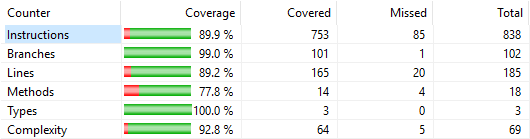 Counter Coverage Covered Missed Total
Instructions 89.9 % 753 85 838
Branches 99.0 % 101 1 102
Lines 89.2 % 165 20 185
Methods 77.8 % 14 4 18
Types 100.0 % 3 0 3
Complexity 92.8 % 64 5 69